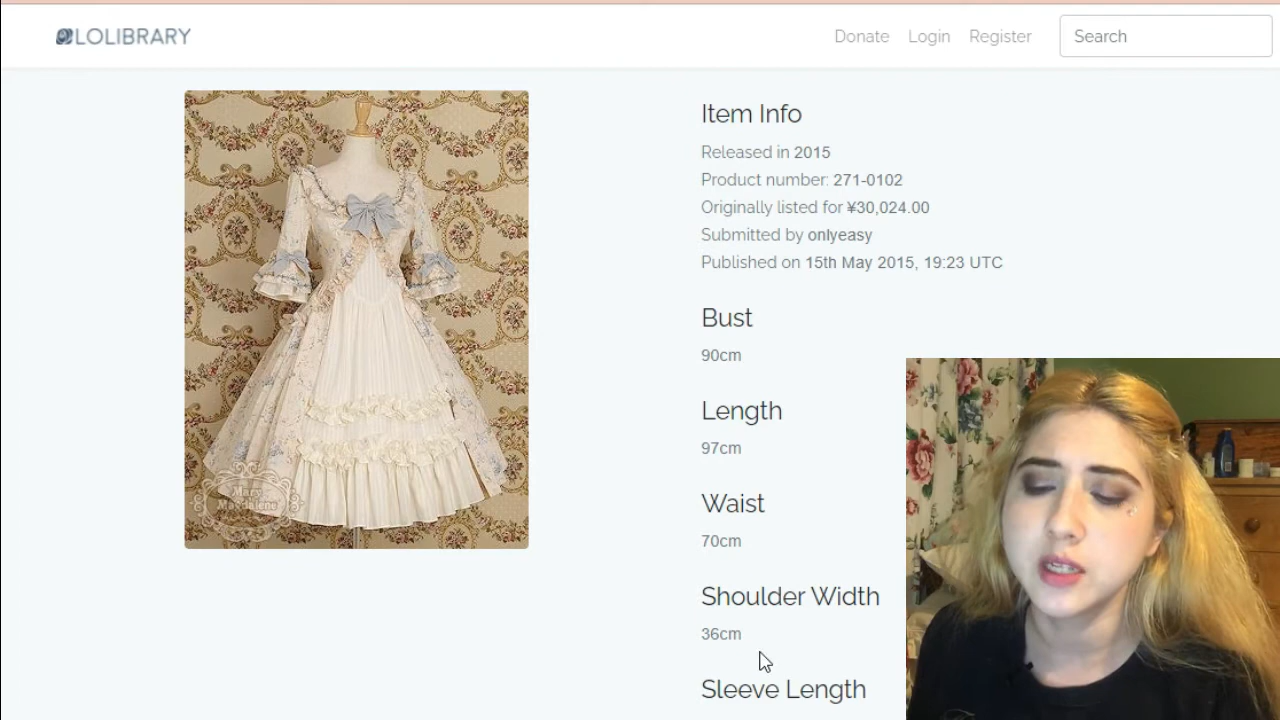 LOLIBRARY
Donate
Login
Register
Search
Mary
Magdalene
Item Info
Released in 2015
Product number: 271-0102
Originally listed for ¥30,024.00
Submitted by onlyeasy
Published on 15th May 2015, 19:23 UTC
Bust
90cm
Length
97cm
Waist
70cm
Shoulder Width
36cm
Sleeve Length